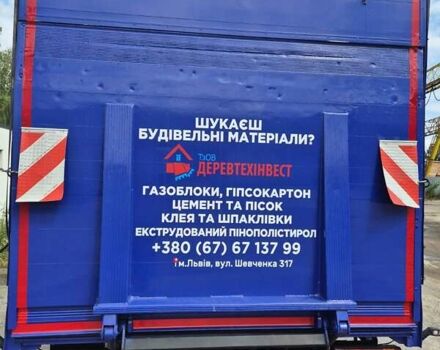 ШУКАЄШ
БУДІВЕЛЬНІ МАТЕРІАЛИ?
ТзОВ
ДЕРЕВТЕХІНВЕСТ
ГАЗОБЛОКИ, ГІПСОКАРТОН
ЦЕМЕНТ ТА ПІСОК
КЛЕЯ ТА ШПАКЛІВКИ
ЕКСТРУДОВАНИЙ ПІНОПОЛІСТИРОЛ
+380 (67) 67 137 99
м.Львів, вул. Шевченка 317